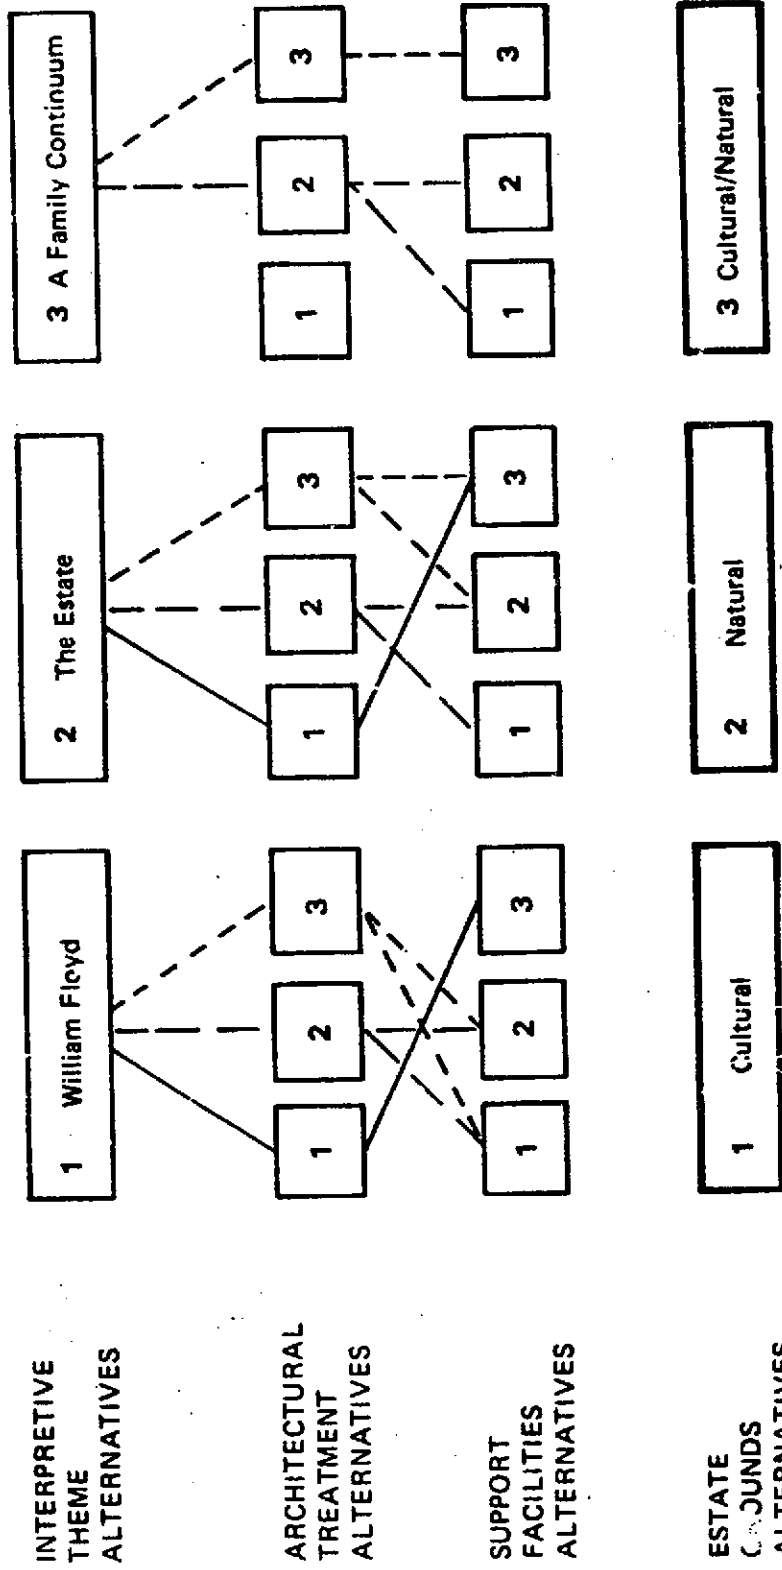 INTERPRETIVE
THEME
ALTERNATIVES
1 William Floyd
2 The Estate
3 A Family Continuum
ARCHITECTURAL
TREATMENT
ALTERNATIVES
1 2 3
1 2 3
1 2 3
SUPPORT
FACILITIES
ALTERNATIVES
1 2 3
1 2 3
1 2 3
ESTATE
ALTERNATIVES
1 Cultural
2 Natural
3 Cultural/Natural